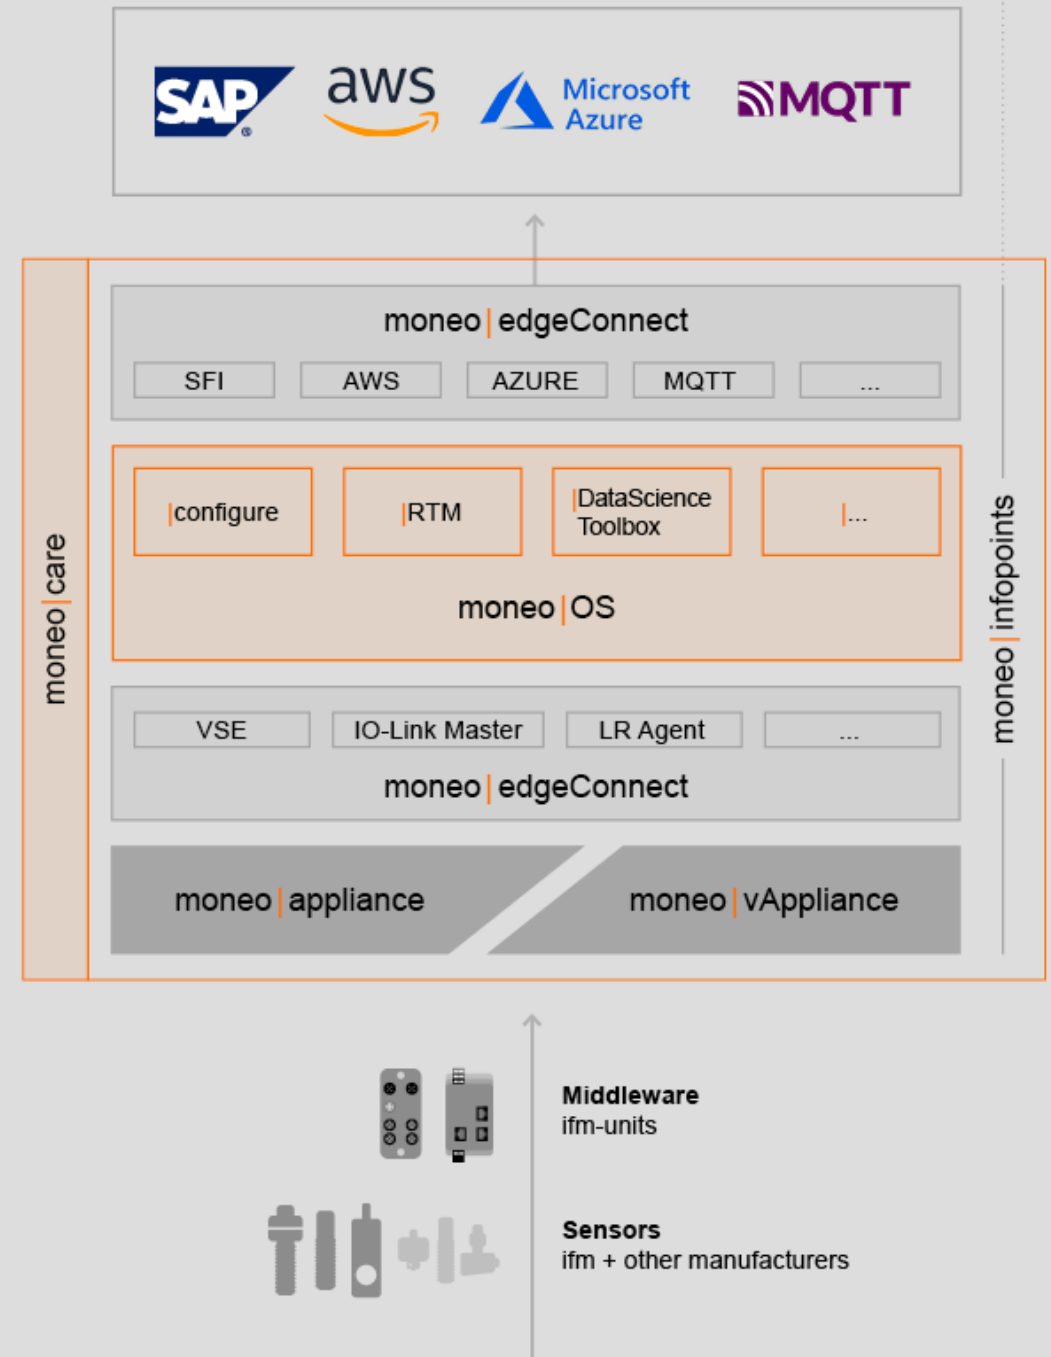 SAP
®
aws
Microsoft
Azure
MQTT
moneo|edgeConnect
SFI
AWS
AZURE
MQTT
...
|configure
|RTM
|DataScience
Toolbox
|...
moneo|OS
VSE
IO-Link Master
LR Agent
...
moneo|edgeConnect
moneo|appliance
moneo|vAppliance
moneo|care
moneo|infopoints
Middleware
ifm-units
Sensors
ifm + other manufacturers